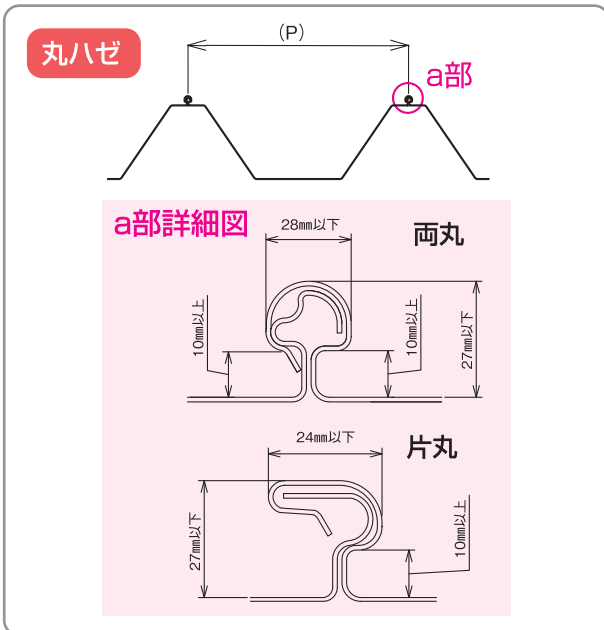 丸ハゼ
(P)
a部
a部詳細図
28mm以下
両丸
10mm以上
10mm以上
27mm以下
24mm以下
片丸
27mm以下
10mm以上